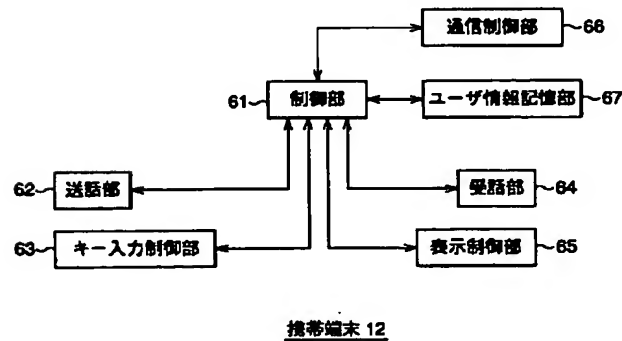 通信制御部 66
61 制御部
ユーザ情報記憶部 67
62 送話部
受話部 64
63 キー入力制御部
表示制御部 65
携帯端末 12